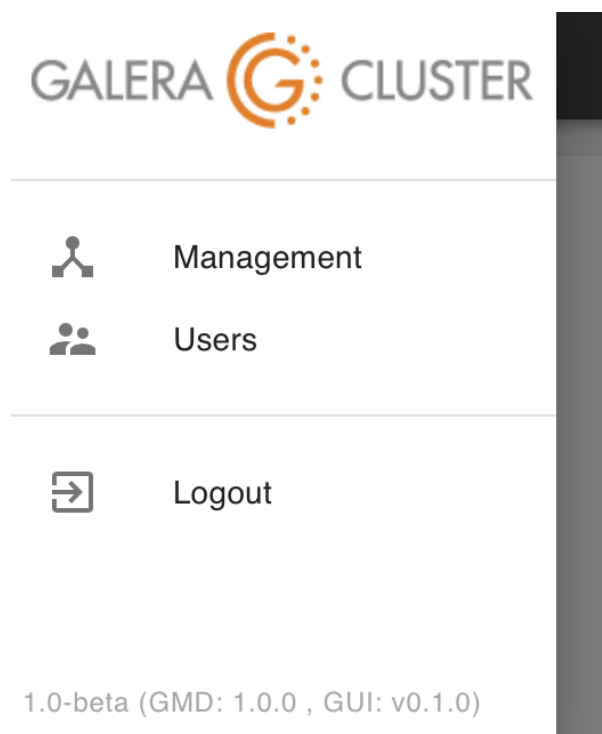 GALERA G CLUSTER
Management
Users
Logout
1.0-beta (GMD: 1.0.0 , GUI: v0.1.0)